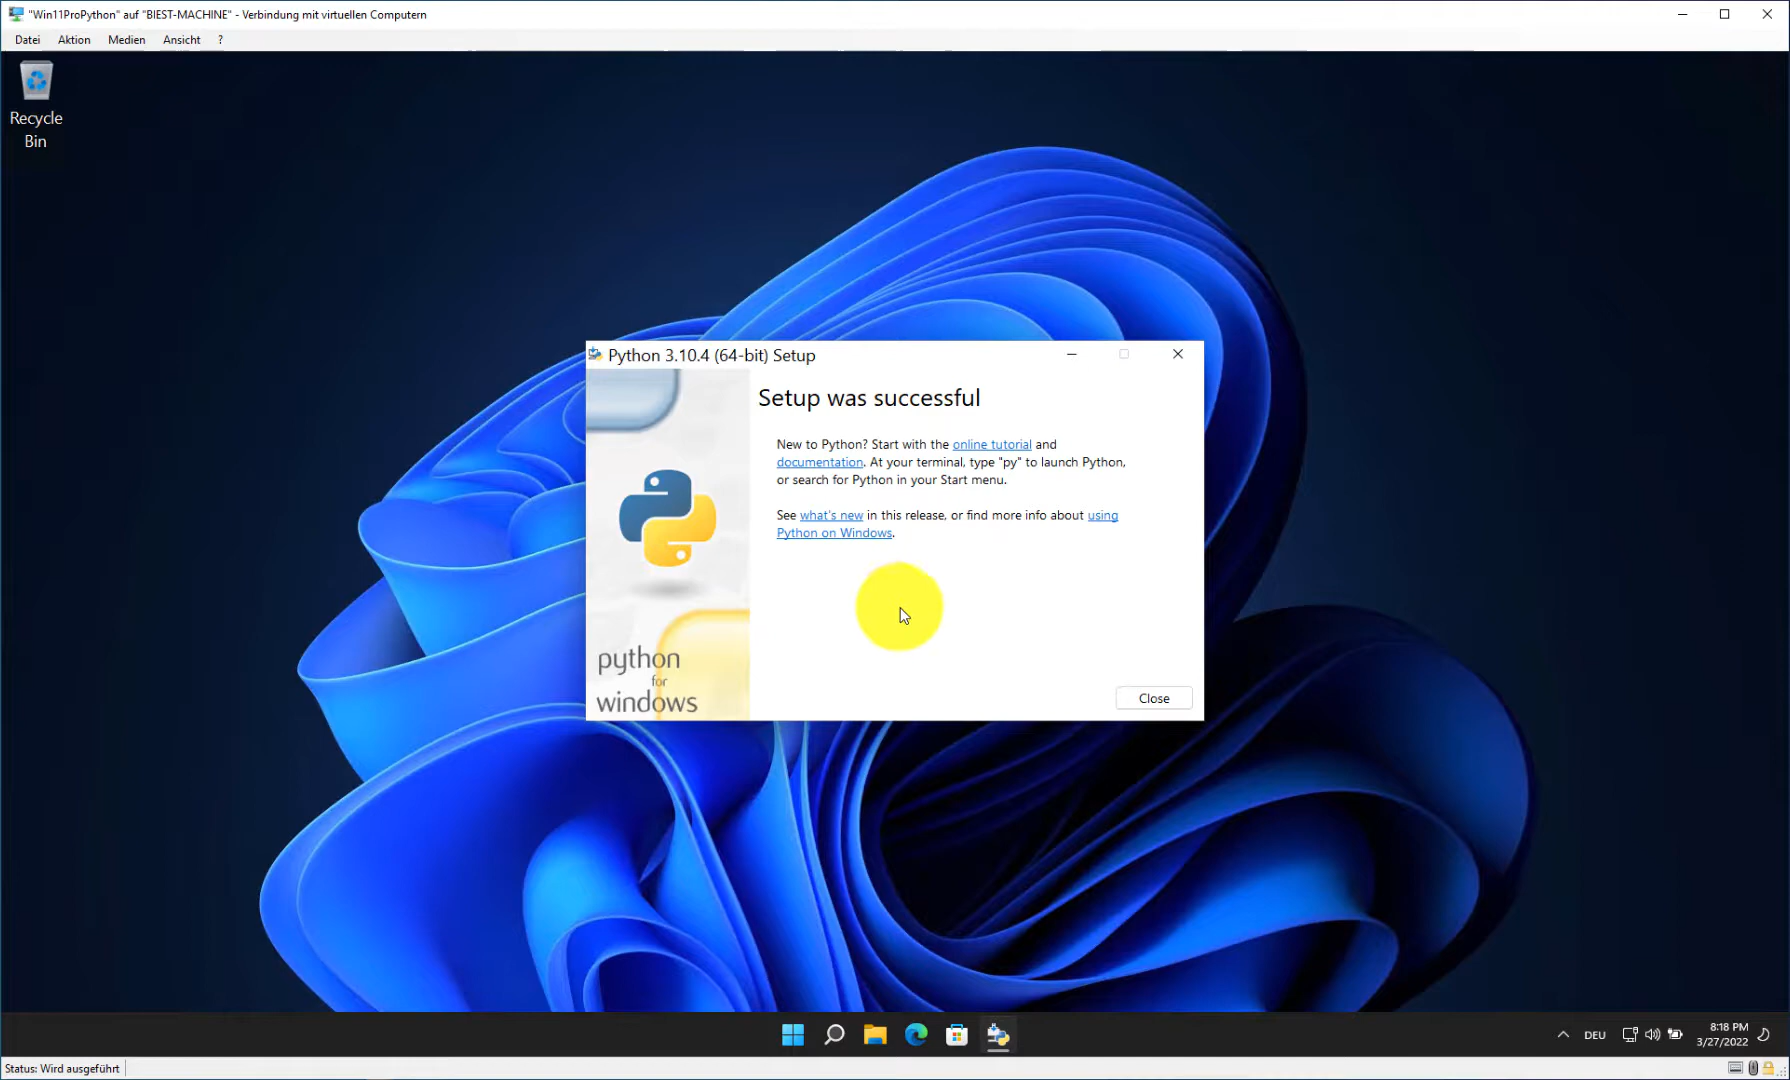 "Win11ProPython" auf "BIEST-MACHINE" - Verbindung mit virtuellen Computern
Datei Aktion Medien Ansicht ?
Recycle
Bin
Python 3.10.4 (64-bit) Setup
Setup was successful
New to Python? Start with the online tutorial and
documentation. At your terminal, type "py" to launch Python,
or search for Python in your Start menu.
See what's new in this release, or find more info about using
Python on Windows.
python
for
windows
Close
DEU
8:18 PM
3/27/2022
Status: Wird ausgeführt